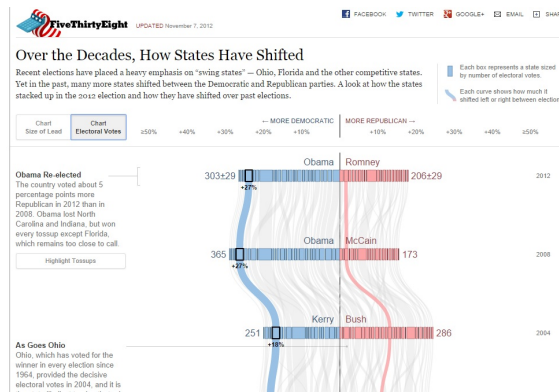 FiveThirtyEight UPDATED November 7, 2012
FACEBOOK TWITTER GOOGLE+ EMAIL SHAR
Over the Decades, How States Have Shifted
Recent elections have placed a heavy emphasis on “swing states” — Ohio, Florida and the other competitive states.
Yet in the past, many more states shifted between the Democratic and Republican parties. A look at how the states
stacked up in the 2012 election and how they have shifted over past elections.
Each box represents a state sized
by number of electoral votes.
Each curve shows how much it
shifted left or right between election
Chart
Size of Lead
Chart
Electoral Votes
← MORE DEMOCRATIC MORE REPUBLICAN →
≥50% +40% +30% +20% +10% +10% +20% +30% +40% ≥50%
Obama Re-elected
The country voted about 5
percentage points more
Republican in 2012 than in
2008. Obama lost North
Carolina and Indiana, but won
every tossup except Florida,
which remains too close to call.
Highlight Tossups
Obama Romney
303±29 206±29 2012
+27%
Obama McCain
365 173 2008
+27%
Kerry Bush
251 286 2004
+18%
As Goes Ohio
Ohio, which has voted for the
winner in every election since
1964, provided the decisive
electoral votes in 2004, and it is